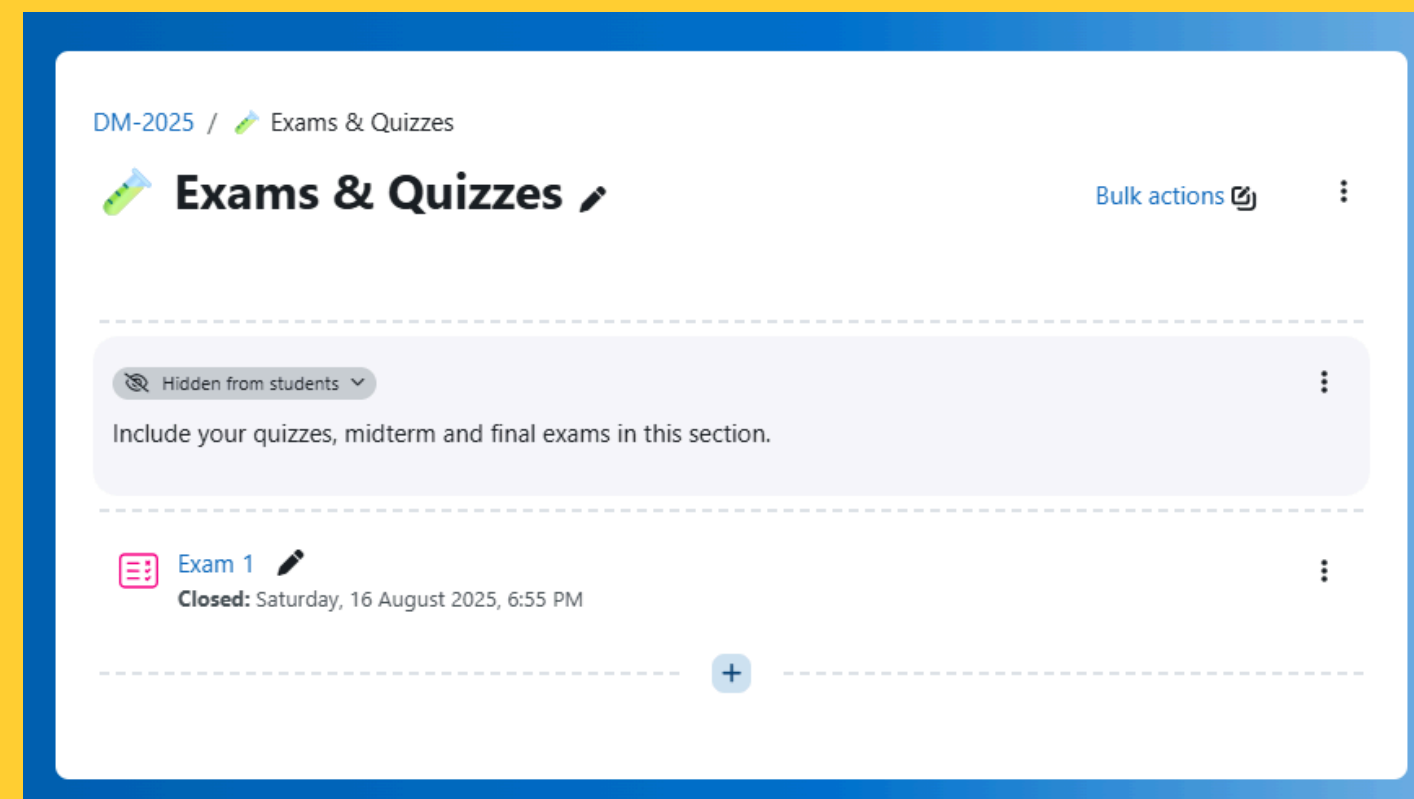 DM-2025 / Exams & Quizzes
Exams & Quizzes
Bulk actions
Hidden from students
Include your quizzes, midterm and final exams in this section.
Exam 1
Closed: Saturday, 16 August 2025, 6:55 PM